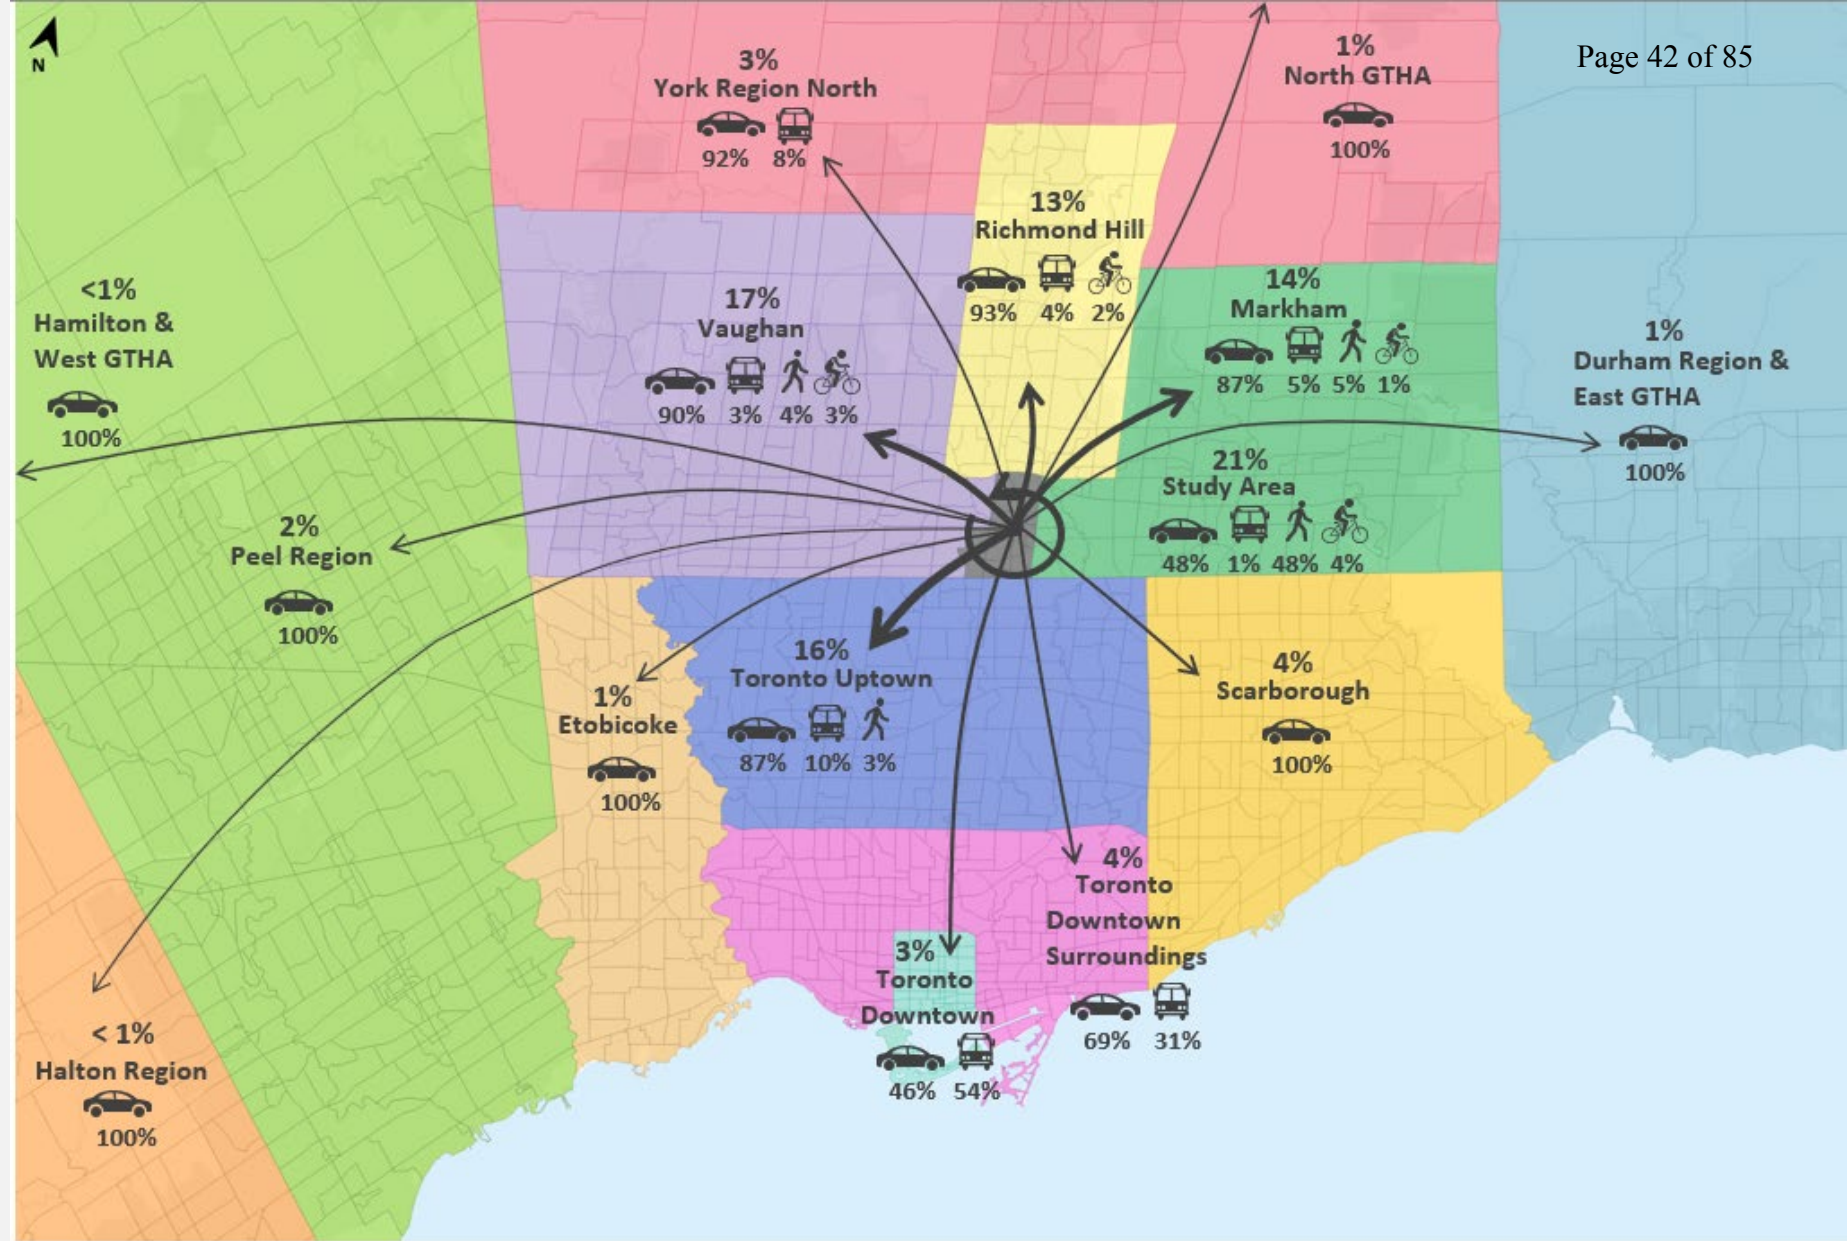 N
Page 42 of 85
3%
York Region North
92% 8%
1%
North GTHA
100%
13%
Richmond Hill
93% 4% 2%
<1%
Hamilton &
West GTHA
100%
17%
Vaughan
90% 3% 4% 3%
14%
Markham
87% 5% 5% 1%
1%
Durham Region &
East GTHA
100%
21%
Study Area
48% 1% 48% 4%
2%
Peel Region
100%
1%
Etobicoke
100%
16%
Toronto Uptown
87% 10% 3%
4%
Scarborough
100%
4%
Toronto
Downtown
Surroundings
69% 31%
3%
Toronto
Downtown
46% 54%
< 1%
Halton Region
100%